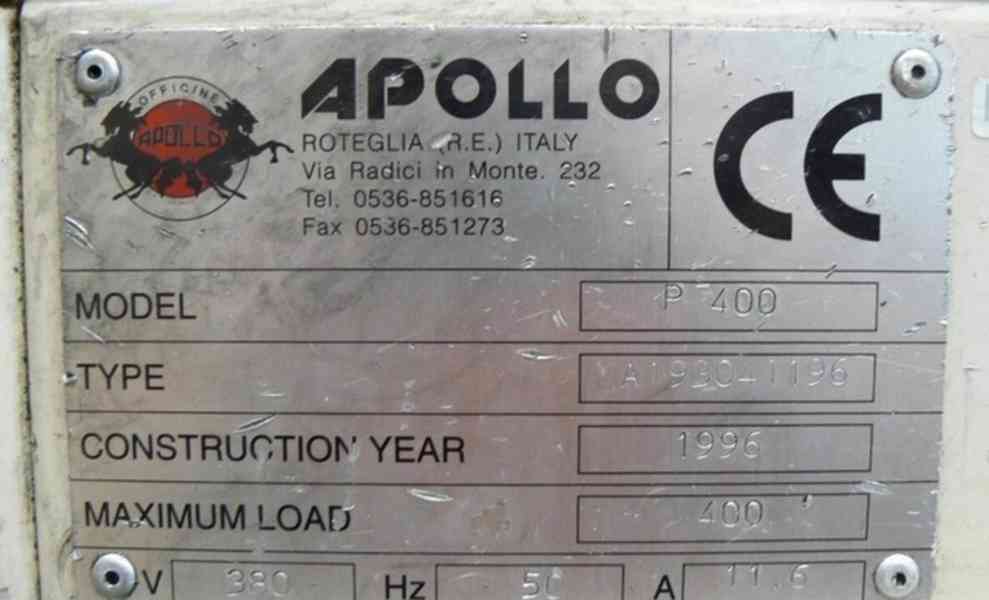 OFFICINE
APOLLO
APOLLO
ROTEGLIA (R.E.) ITALY
Via Radici in Monte. 232
Tel. 0536-851616
Fax 0536-851273
CE
MODEL P 400
TYPE
CONSTRUCTION YEAR 1996
MAXIMUM LOAD 400
V 380 Hz 50 A 11.6